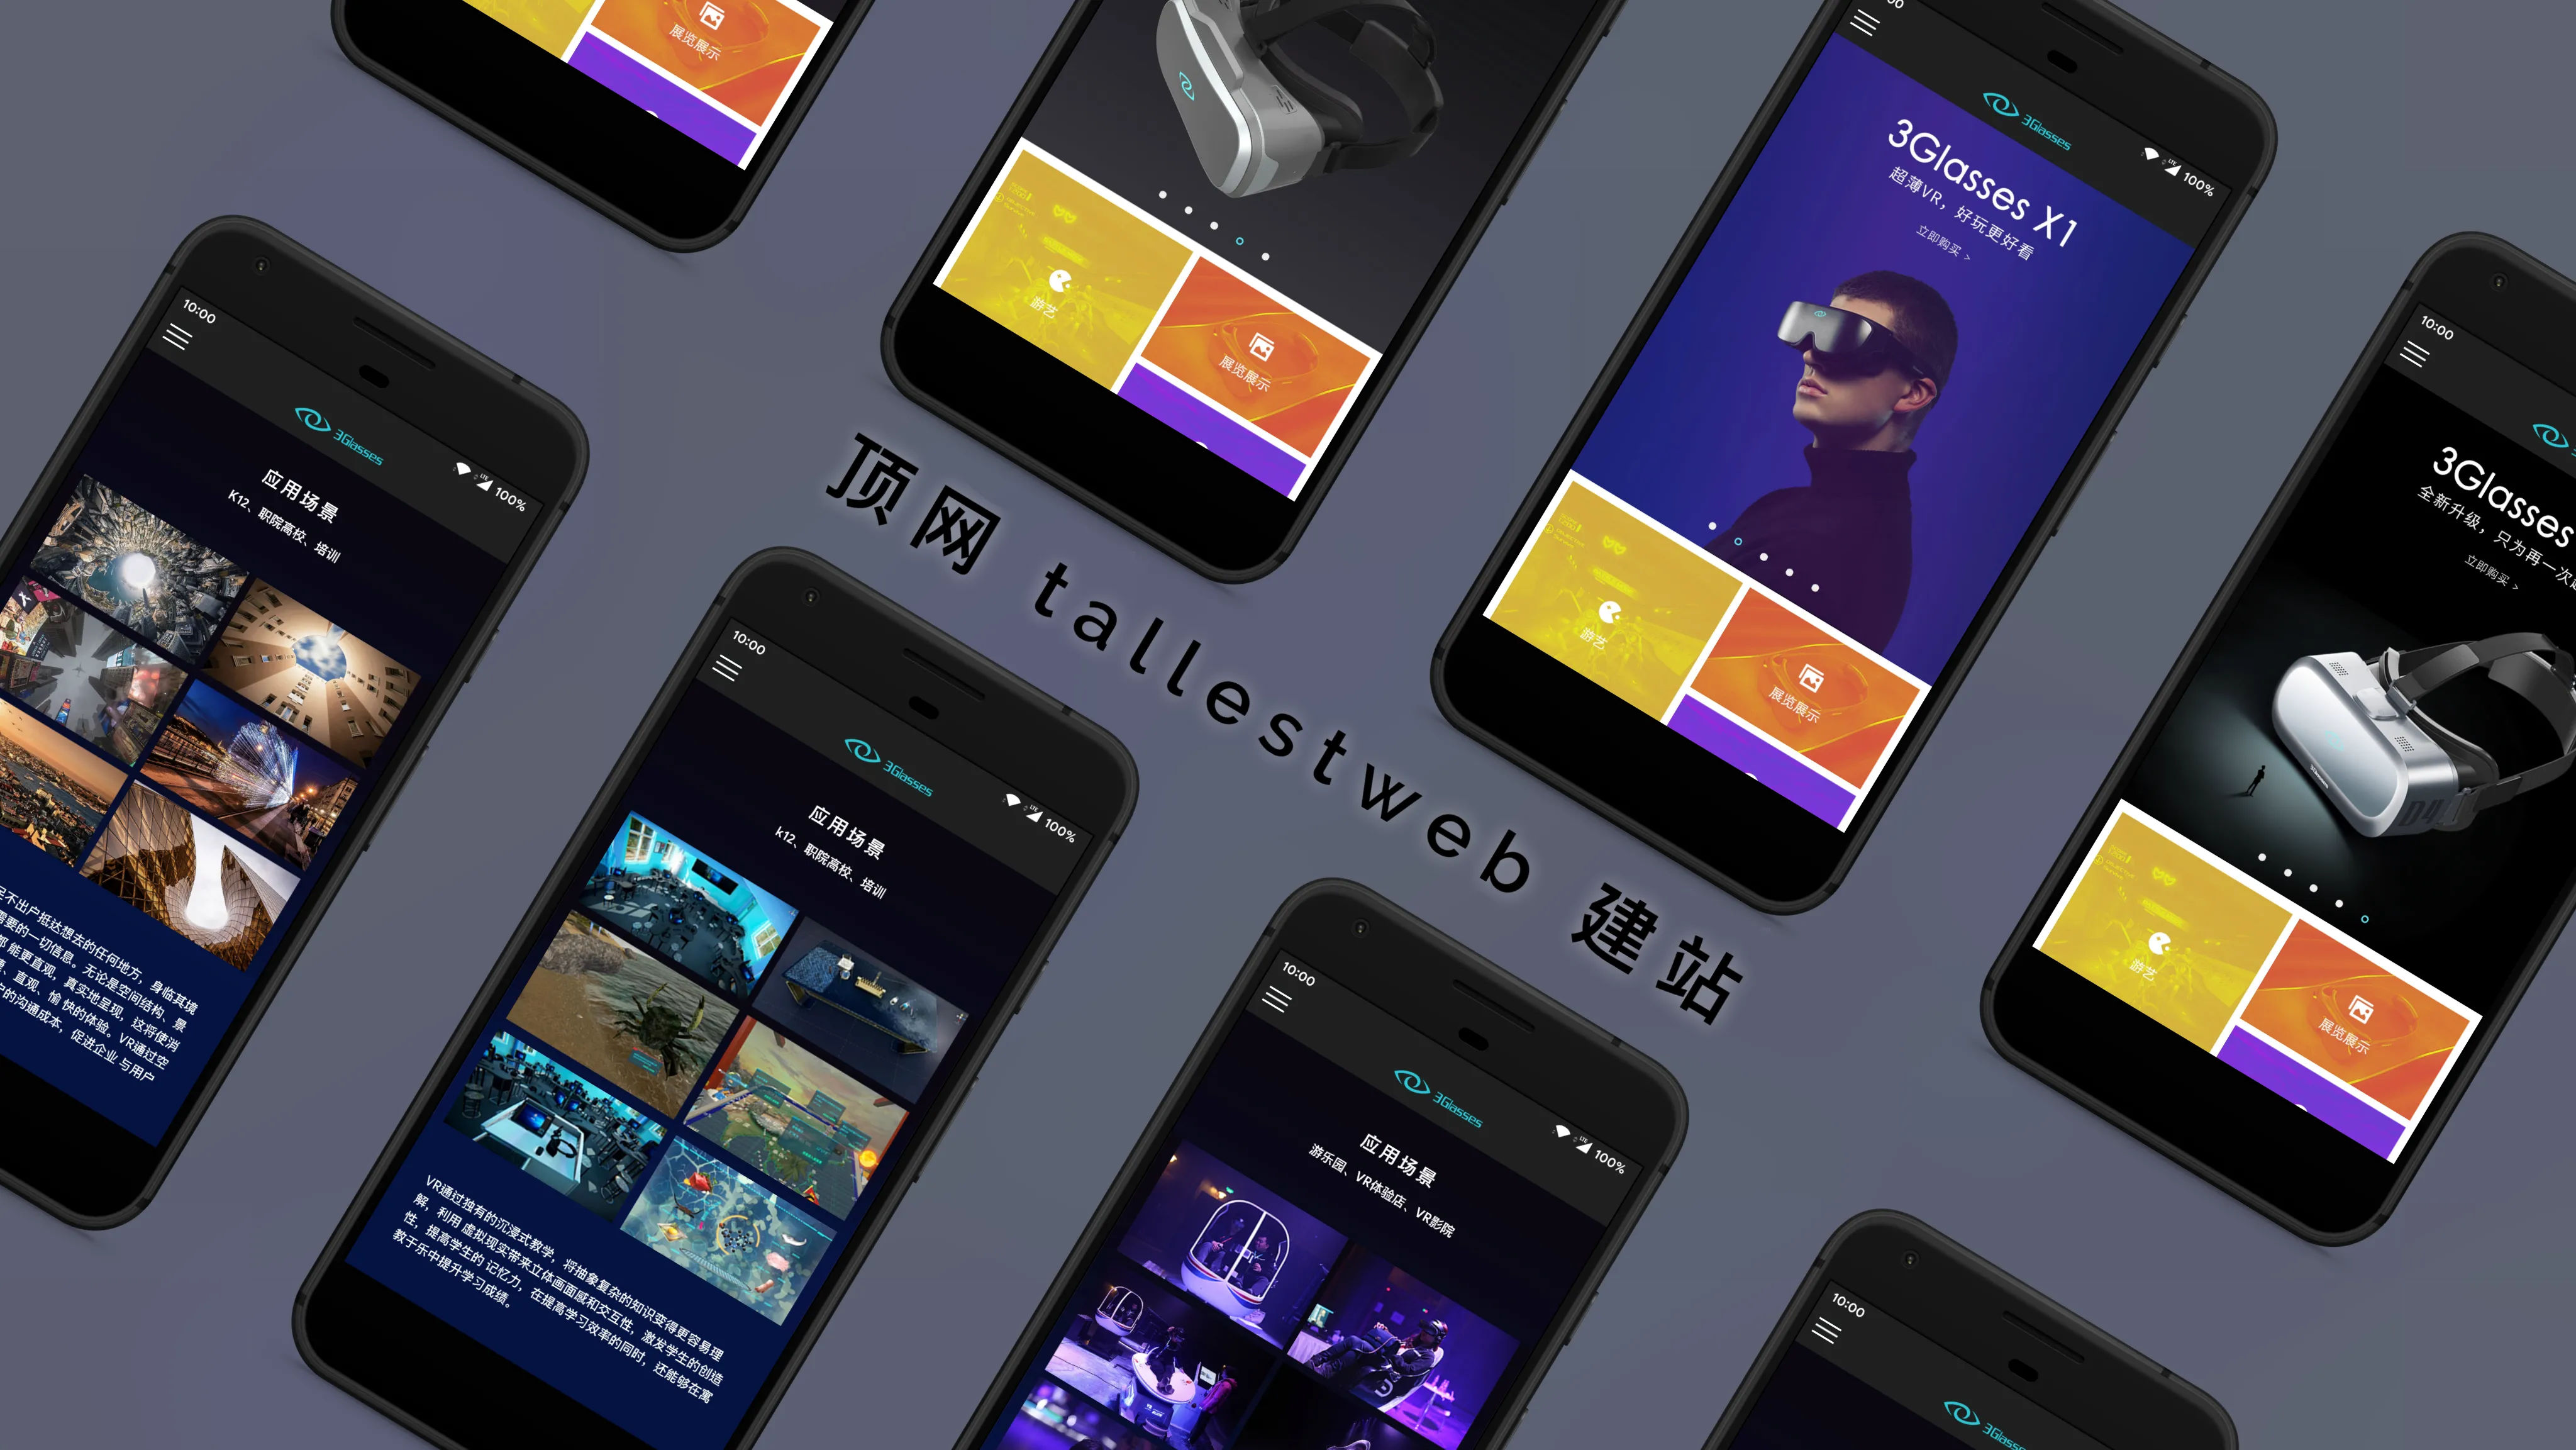 展览展示
游艺
展览展示
3Glasses
100%
3Glasses X1
超薄VR，好玩更好看
立即购买 >
游艺
展览展示
10:00
3Glasses
全新升级，只为再一次
立即购买 >
游艺
展览展示
顶网 tallestweb 建站
10:00
3Glasses
100%
应用场景
K12、职院高校、培训
足不出户抵达想去的任何地方，身临其境
需要的一切信息。无论是空间结构、景
都 能更直观，真实地呈现，这将使消
、直观、愉 快的体验。VR通过空
户的沟通成本，促进企业 与用户
10:00
3Glasses
100%
应用场景
k12、职院高校、培训
VR通过独有的沉浸式教学，将抽象复杂的知识变得更容易理
解，利用 虚拟现实带来立体画面感和交互性，激发学生的创造
性，提高学生的 记忆力，在提高学习效率的同时，还能够在寓
教于乐中提升学习成绩。
10:00
3Glasses
100%
应用场景
游乐园、VR体验店、VR影院
10:00
3Glasses